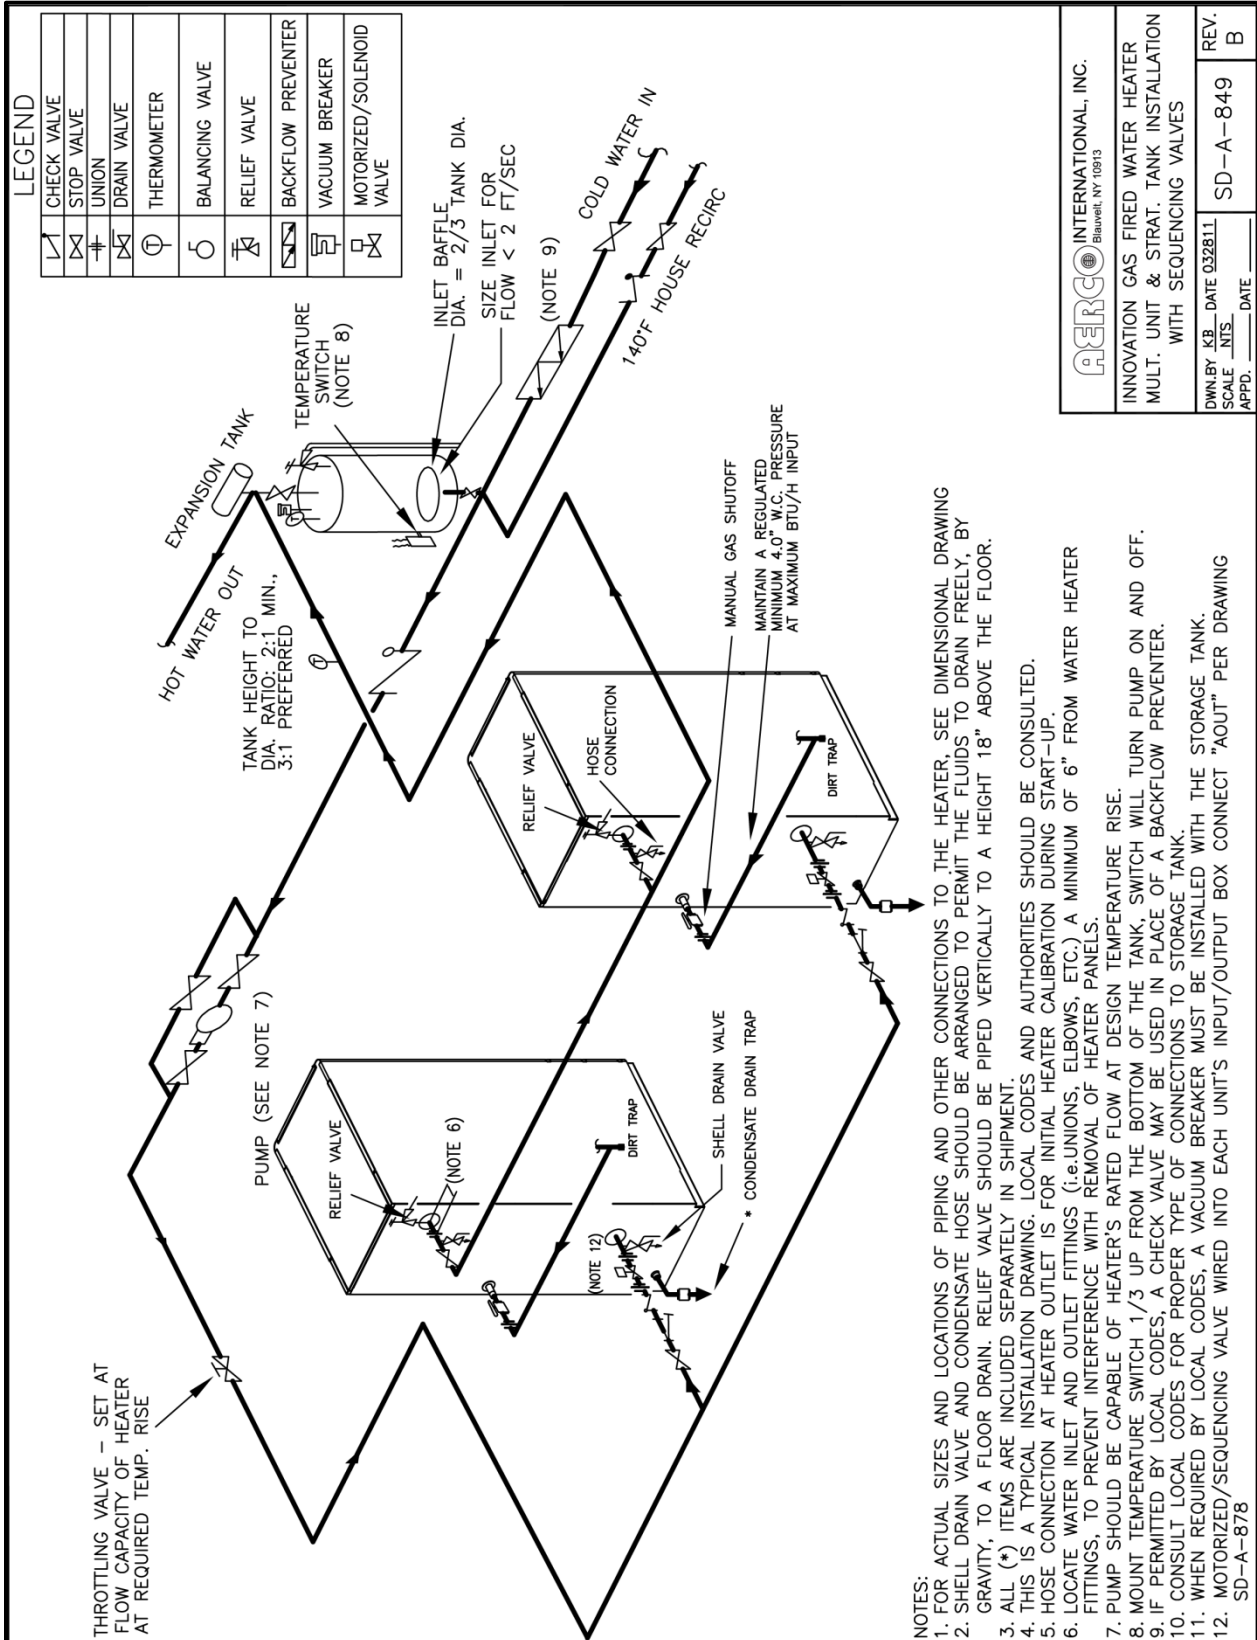 LEGEND
CHECK VALVE
STOP VALVE
UNION
DRAIN VALVE
T
THERMOMETER
BALANCING VALVE
RELIEF VALVE
BACKFLOW PREVENTER
VACUUM BREAKER
MOTORIZED/SOLENOID
VALVE
THROTTLING VALVE – SET AT
FLOW CAPACITY OF HEATER
AT REQUIRED TEMP. RISE
PUMP (SEE NOTE 7)
HOT WATER OUT
EXPANSION TANK
TANK HEIGHT TO
DIA. RATIO: 2:1 MIN.,
3:1 PREFERRED
T
T
TEMPERATURE
SWITCH
(NOTE 8)
INLET BAFFLE
DIA. = 2/3 TANK DIA.
SIZE INLET FOR
FLOW < 2 FT/SEC
(NOTE 9)
COLD WATER IN
140°F HOUSE RECIRC
RELIEF VALVE
(NOTE 6)
DIRT TRAP
(NOTE 12)
SHELL DRAIN VALVE
* CONDENSATE DRAIN TRAP
RELIEF VALVE
HOSE
CONNECTION
DIRT TRAP
MANUAL GAS SHUTOFF
MAINTAIN A REGULATED
MINIMUM 4.0" W.C. PRESSURE
AT MAXIMUM BTU/H INPUT
NOTES:
1. FOR ACTUAL SIZES AND LOCATIONS OF PIPING AND OTHER CONNECTIONS TO THE HEATER, SEE DIMENSIONAL DRAWING
2. SHELL DRAIN VALVE AND CONDENSATE HOSE SHOULD BE ARRANGED TO PERMIT THE FLUIDS TO DRAIN FREELY, BY
GRAVITY, TO A FLOOR DRAIN. RELIEF VALVE SHOULD BE PIPED VERTICALLY TO A HEIGHT 18" ABOVE THE FLOOR.
3. ALL (*) ITEMS ARE INCLUDED SEPARATELY IN SHIPMENT.
4. THIS IS A TYPICAL INSTALLATION DRAWING. LOCAL CODES AND AUTHORITIES SHOULD BE CONSULTED.
5. HOSE CONNECTION AT HEATER OUTLET IS FOR INITIAL HEATER CALIBRATION DURING START–UP.
6. LOCATE WATER INLET AND OUTLET FITTINGS (i.e.UNIONS, ELBOWS, ETC.) A MINIMUM OF 6" FROM WATER HEATER
FITTINGS, TO PREVENT INTERFERENCE WITH REMOVAL OF HEATER PANELS.
7. PUMP SHOULD BE CAPABLE OF HEATER'S RATED FLOW AT DESIGN TEMPERATURE RISE.
8. MOUNT TEMPERATURE SWITCH 1/3 UP FROM THE BOTTOM OF THE TANK, SWITCH WILL TURN PUMP ON AND OFF.
9. IF PERMITTED BY LOCAL CODES, A CHECK VALVE MAY BE USED IN PLACE OF A BACKFLOW PREVENTER.
10. CONSULT LOCAL CODES FOR PROPER TYPE OF CONNECTIONS TO STORAGE TANK.
11. WHEN REQUIRED BY LOCAL CODES, A VACUUM BREAKER MUST BE INSTALLED WITH THE STORAGE TANK.
12. MOTORIZED/SEQUENCING VALVE WIRED INTO EACH UNIT'S INPUT/OUTPUT BOX CONNECT "AOUT" PER DRAWING
SD–A–878
AERCO INTERNATIONAL, INC.
Blauvelt, NY 10913
INNOVATION GAS FIRED WATER HEATER
MULT. UNIT & STRAT. TANK INSTALLATION
WITH SEQUENCING VALVES
DWN.BY KB DATE 032811
SCALE NTS
APPD. DATE
SD–A–849
REV.
B